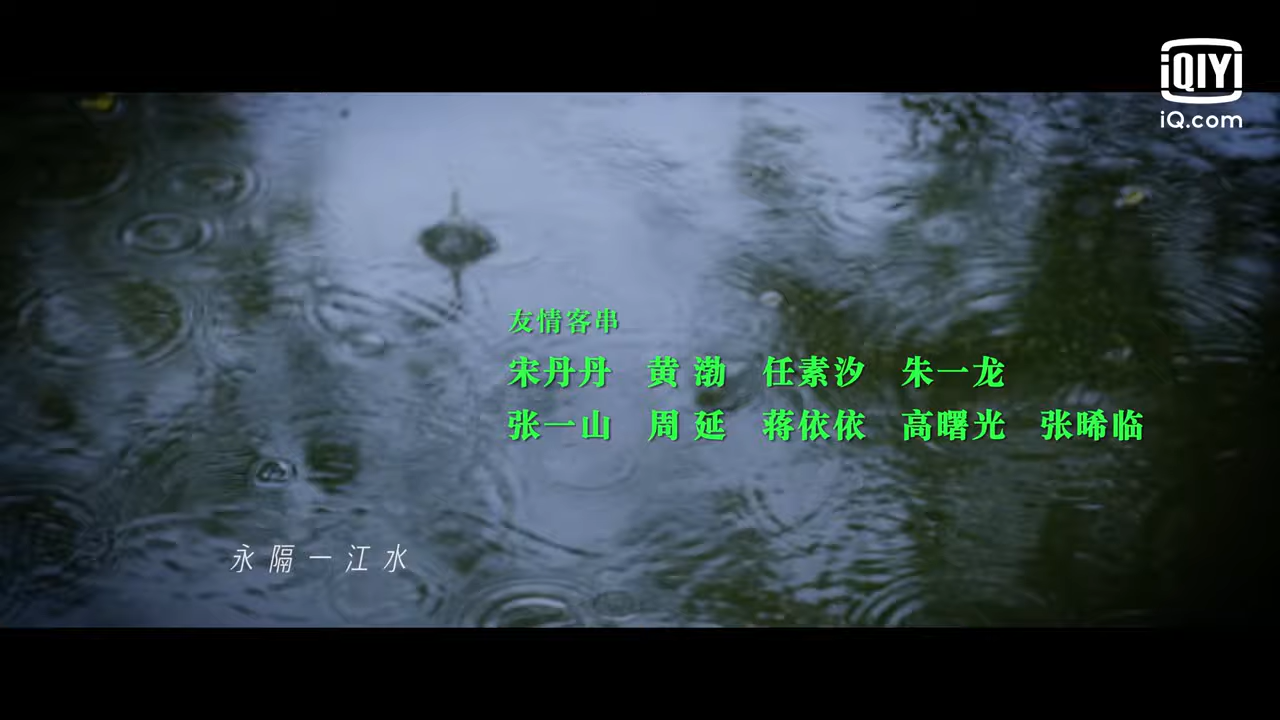 iQIYI
iQ.com
友情客串
宋丹丹 黄渤 任素汐 朱一龙
张一山 周延 蒋依依 高曙光 张晞临
永隔一江水